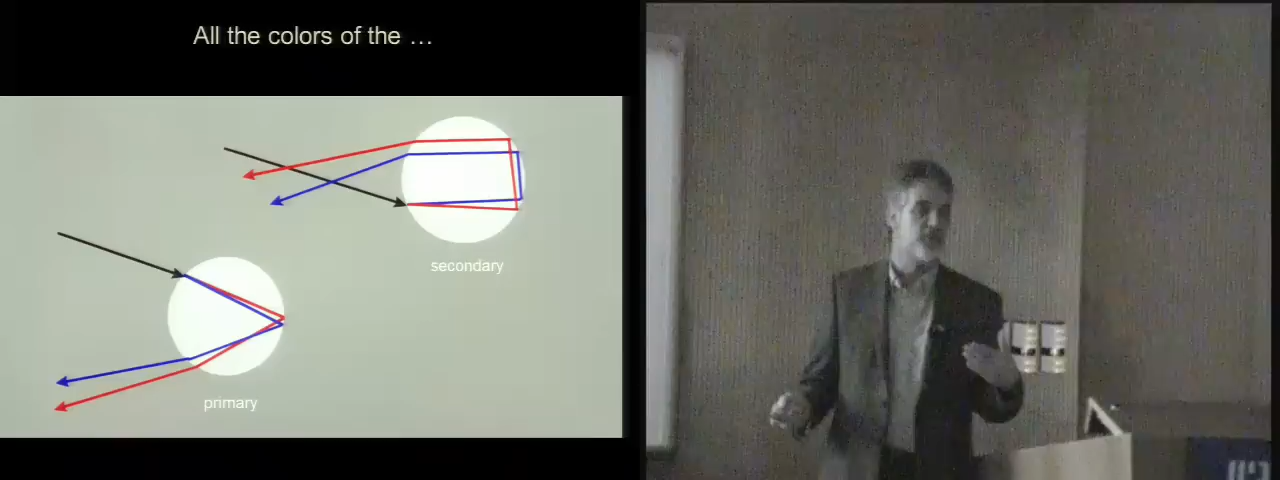 All the colors of the …
secondary
primary